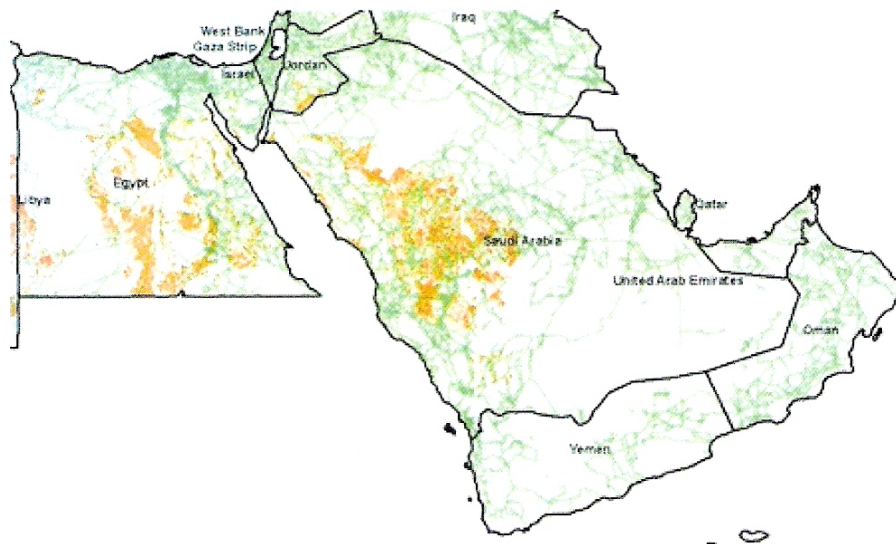 Iraq
West Bank
Gaza Strip
Israel
Jordan
Egypt
Libya
Qatar
Saudi Arabia
United Arab Emirates
Oman
Yemen